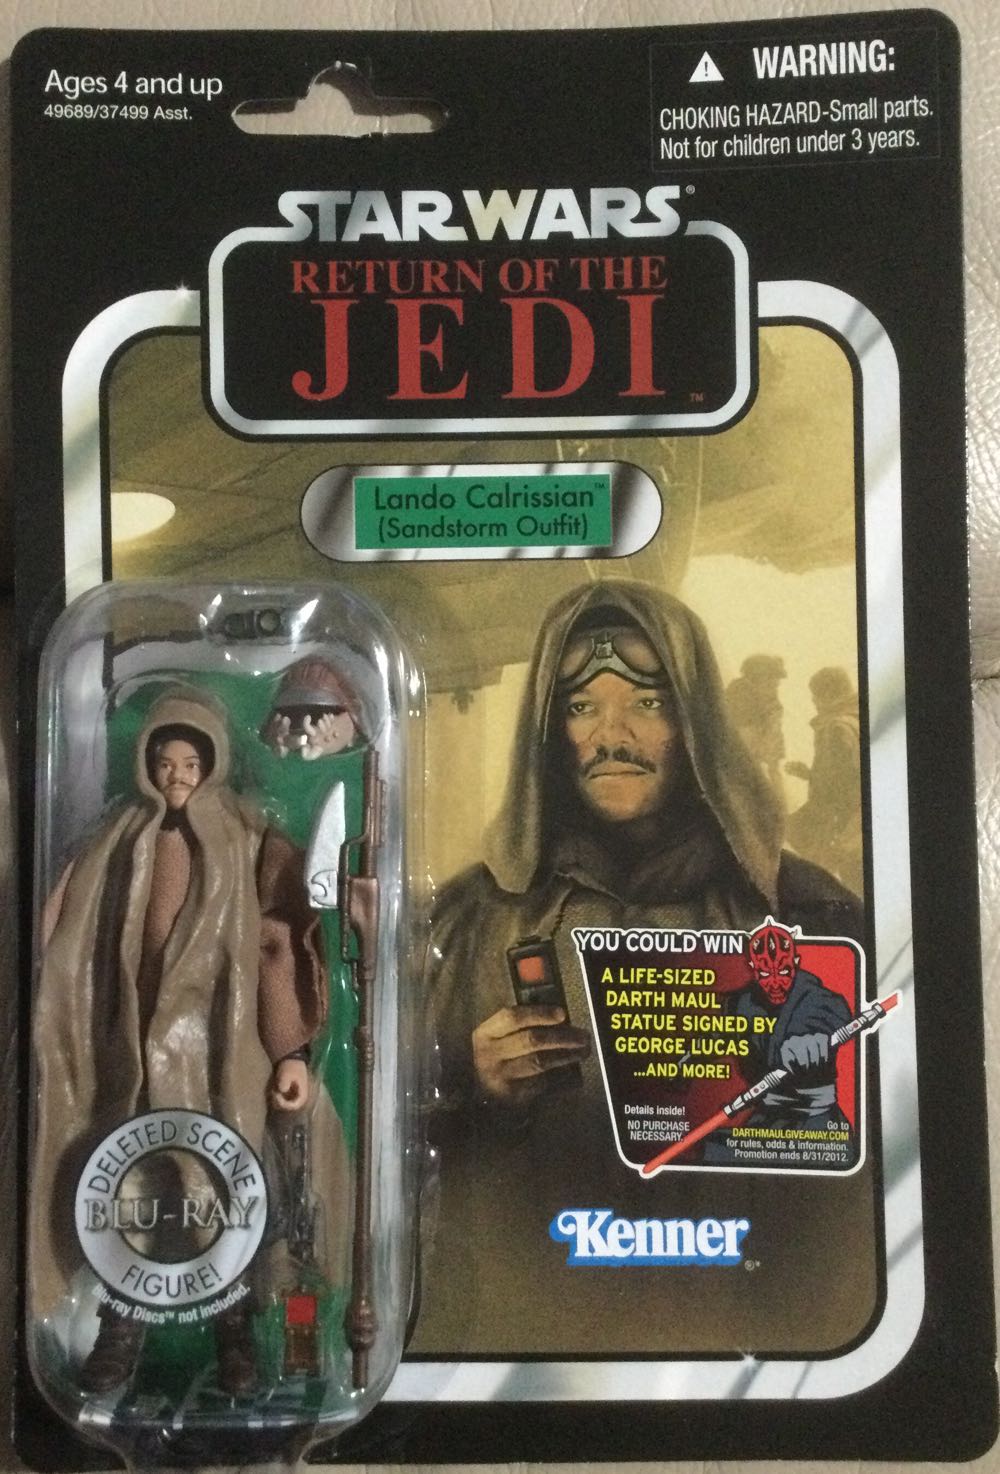 Ages 4 and up
49689/37499 Asst.
WARNING:
CHOKING HAZARD-Small parts.
Not for children under 3 years.
STAR WARS®
RETURN OF THE
JEDI
™
Lando Calrissian™
(Sandstorm Outfit)
YOU COULD WIN
A LIFE-SIZED
DARTH MAUL
STATUE SIGNED BY
GEORGE LUCAS
...AND MORE!
Details inside!
NO PURCHASE
NECESSARY.
Go to
DARTHMAULGIVEAWAY.COM
for rules, odds & information.
Promotion ends 8/31/2012.
DELETED SCENE
BLU-RAY
FIGURE!
Blu-ray Discs™ not included.
Kenner®